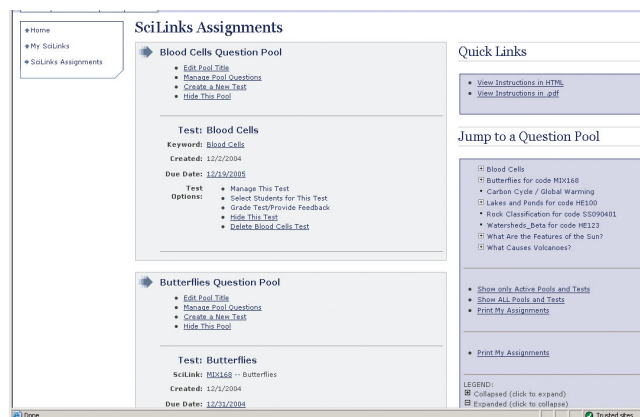 Home
My SciLinks
SciLinks Assignments
SciLinks Assignments
Blood Cells Question Pool
Edit Pool Title
Manage Pool Questions
Create a New Test
Hide This Pool
Test: Blood Cells
Keyword: Blood Cells
Created: 12/2/2004
Due Date: 12/19/2005
Test Options:
Manage This Test
Select Students for This Test
Grade Test/Provide Feedback
Hide This Test
Delete Blood Cells Test
Butterflies Question Pool
Edit Pool Title
Manage Pool Questions
Create a New Test
Hide This Pool
Test: Butterflies
SciLink: MIX168 -- Butterflies
Created: 12/1/2004
Due Date: 12/31/2004
Quick Links
View Instructions in HTML
View Instructions in .pdf
Jump to a Question Pool
Blood Cells
Butterflies for code MIX168
Carbon Cycle / Global Warming
Lakes and Ponds for code HE100
Rock Classification for code SS090401
Watersheds_Beta for code HE123
What Are the Features of the Sun?
What Causes Volcanoes?
Show only Active Pools and Tests
Show ALL Pools and Tests
Print My Assignments
Print My Assignments
LEGEND:
Collapsed (click to expand)
Expanded (click to collapse)
Done
Trusted sites